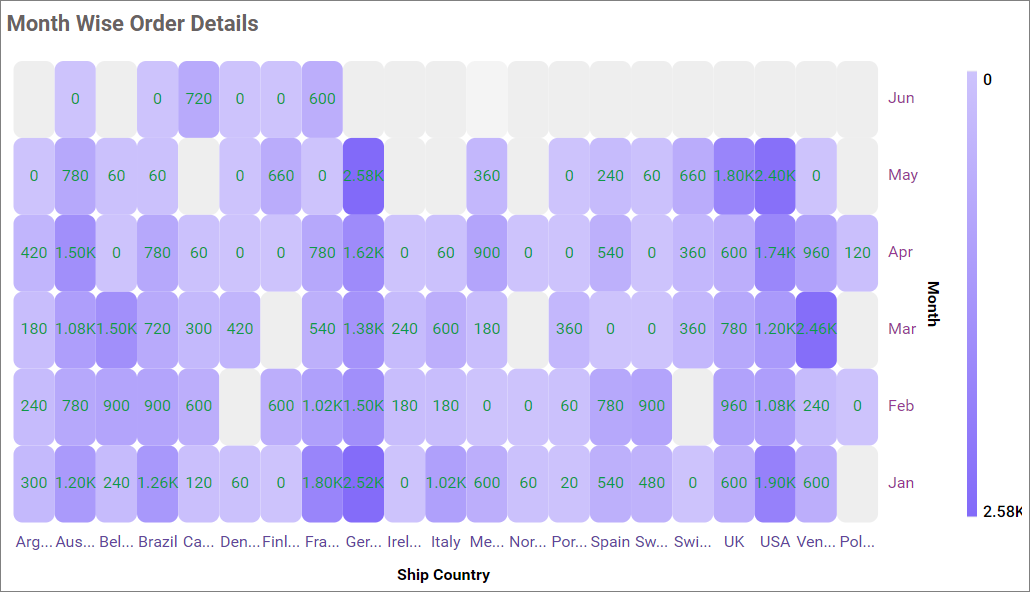 Month Wise Order Details
0 0 720 0 0 600 Jun
0 780 60 60 0 660 0 2.58K 360 0 240 60 660 1.80K 2.40K 0 May
420 1.50K 0 780 60 0 0 780 1.62K 0 60 900 0 0 540 0 360 600 1.74K 960 120 Apr
180 1.08K 1.50K 720 300 420 540 1.38K 240 600 180 360 0 0 360 780 1.20K 2.46K Mar
240 780 900 900 600 600 1.02K 1.50K 180 180 0 0 60 780 900 960 1.08K 240 0 Feb
300 1.20K 240 1.26K 120 60 0 1.80K 2.52K 0 1.02K 600 60 20 540 480 0 600 1.90K 600 Jan
Arg... Aus... Bel... Brazil Ca... Den... Finl... Fra... Ger... Irel... Italy Me... Nor... Por... Spain Sw... Swi... UK USA Ven... Pol...
Ship Country
Month
0
2.58K